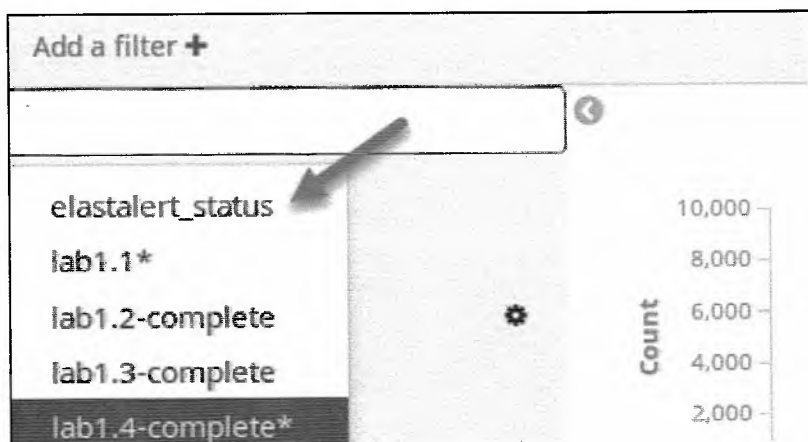 Add a filter +
elastalert_status
lab1.1*
lab1.2-complete
lab1.3-complete
lab1.4-complete*
10,000
8,000
6,000
4,000
2,000
Count